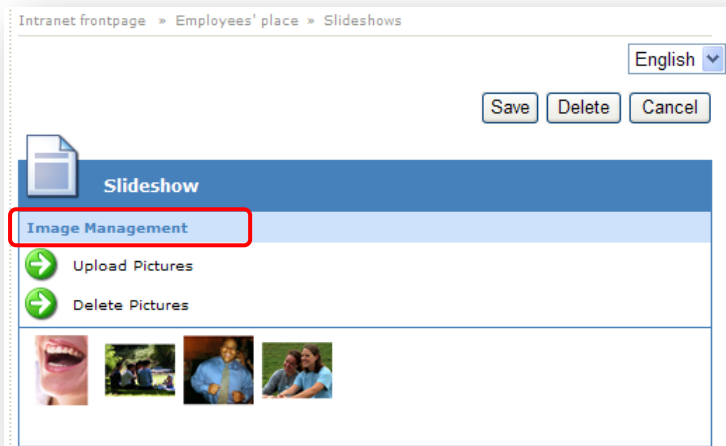 Intranet frontpage » Employees' place » Slideshows
English
Save Delete Cancel
Slideshow
Image Management
Upload Pictures
Delete Pictures